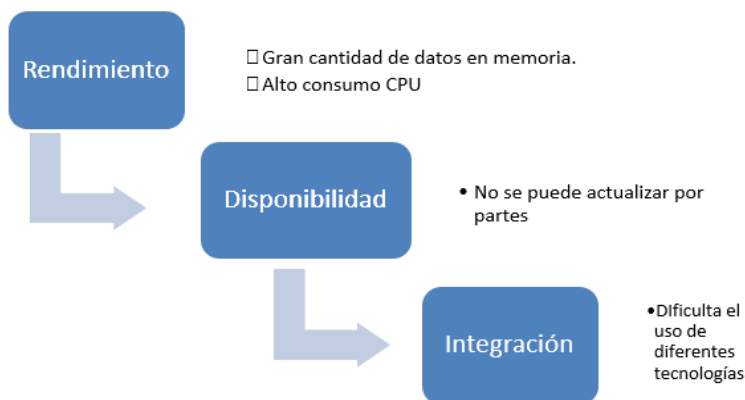 Rendimiento
□ Gran cantidad de datos en memoria.
□ Alto consumo CPU
Disponibilidad
• No se puede actualizar por
partes
Integración
•DIficulta el
uso de
diferentes
tecnologías